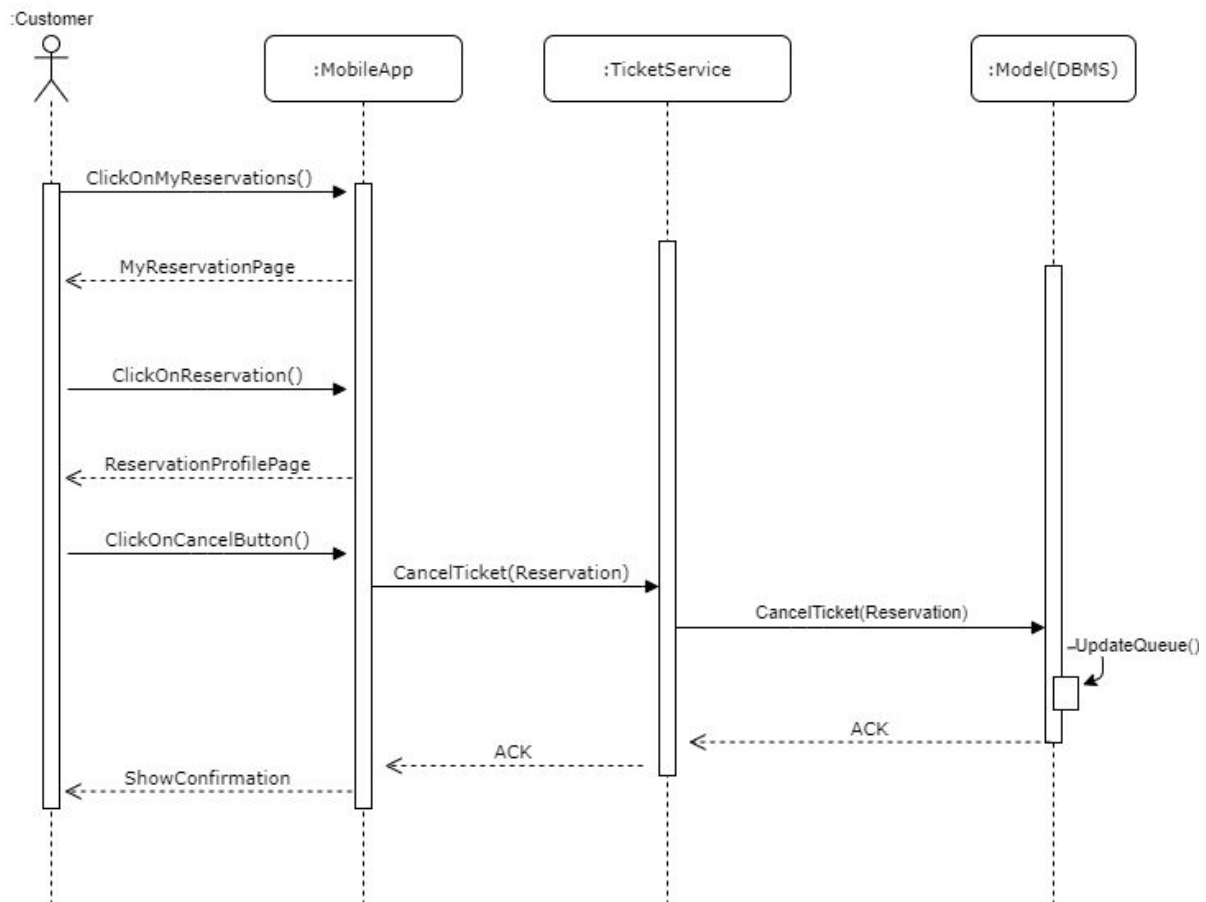 :Customer
:MobileApp
:TicketService
:Model(DBMS)
ClickOnMyReservations()
MyReservationPage
ClickOnReservation()
ReservationProfilePage
ClickOnCancelButton()
CancelTicket(Reservation)
CancelTicket(Reservation)
UpdateQueue()
ACK
ACK
ShowConfirmation